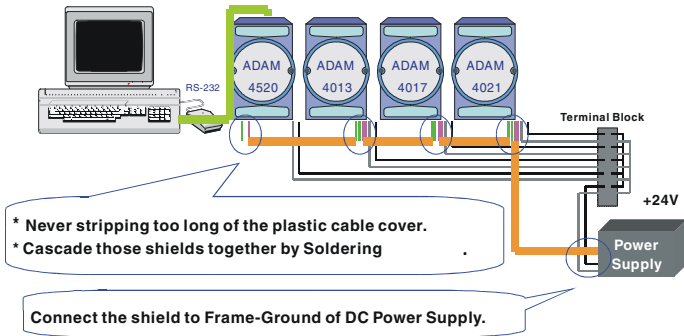 RS-232
ADAM
4520
ADAM
4013
ADAM
4017
ADAM
4021
Terminal Block
+24V
Power
Supply
* Never stripping too long of the plastic cable cover.
* Cascade those shields together by Soldering .
Connect the shield to Frame-Ground of DC Power Supply.